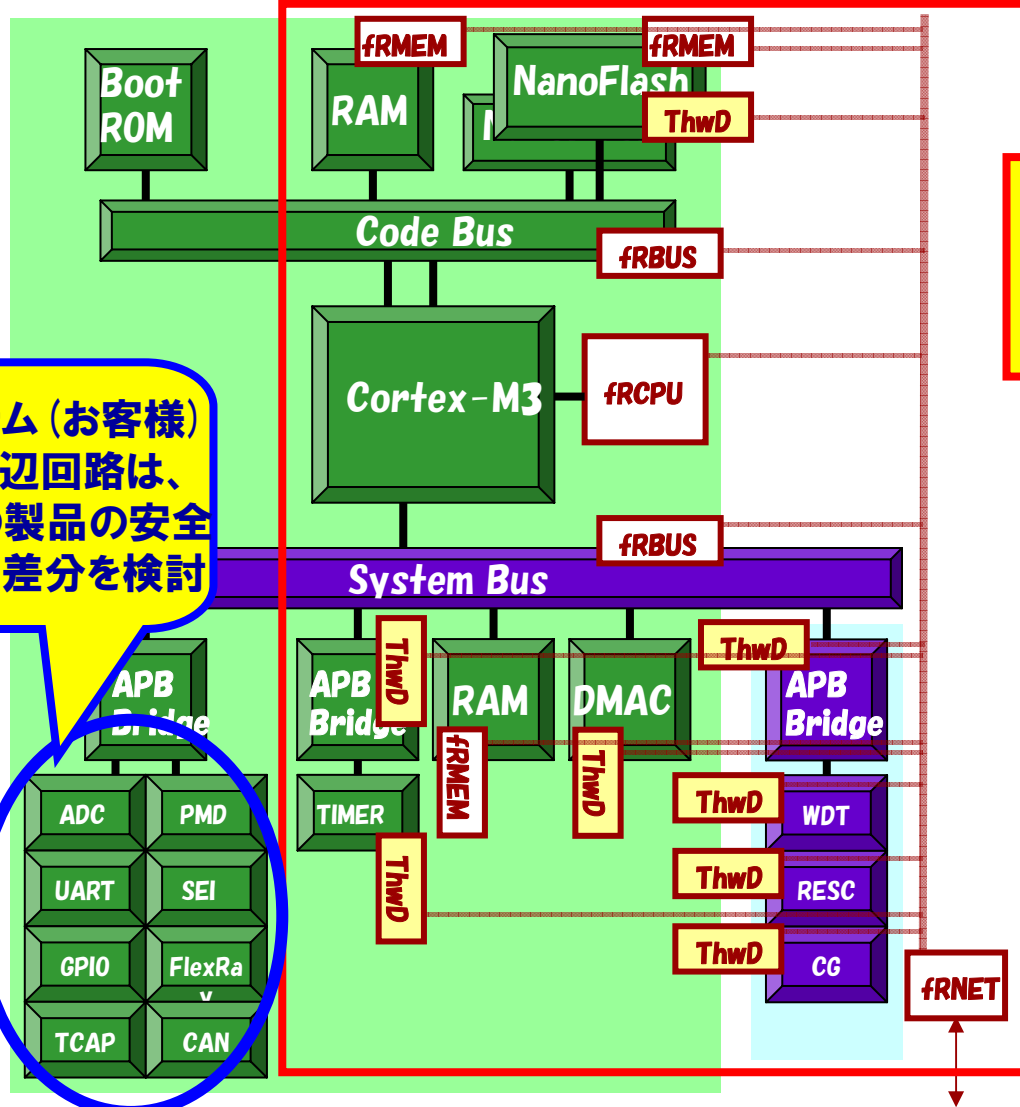 fRMEM
fRMEM
Boot
ROM
RAM
NanoFlash
N
ThwD
Code Bus
fRBUS
Cortex-M3
fRCPU
ム(お客様)
辺回路は、
の製品の安全
差分を検討
fRBUS
System Bus
APB
Bridge
APB
Bridge
ThwD
RAM
DMAC
ThwD
APB
Bridge
fRMEM
ThwD
ADC
PMD
TIMER
ThwD
WDT
UART
SEI
ThwD
ThwD
RESC
GPIO
FlexRa
y
ThwD
CG
fRNET
TCAP
CAN